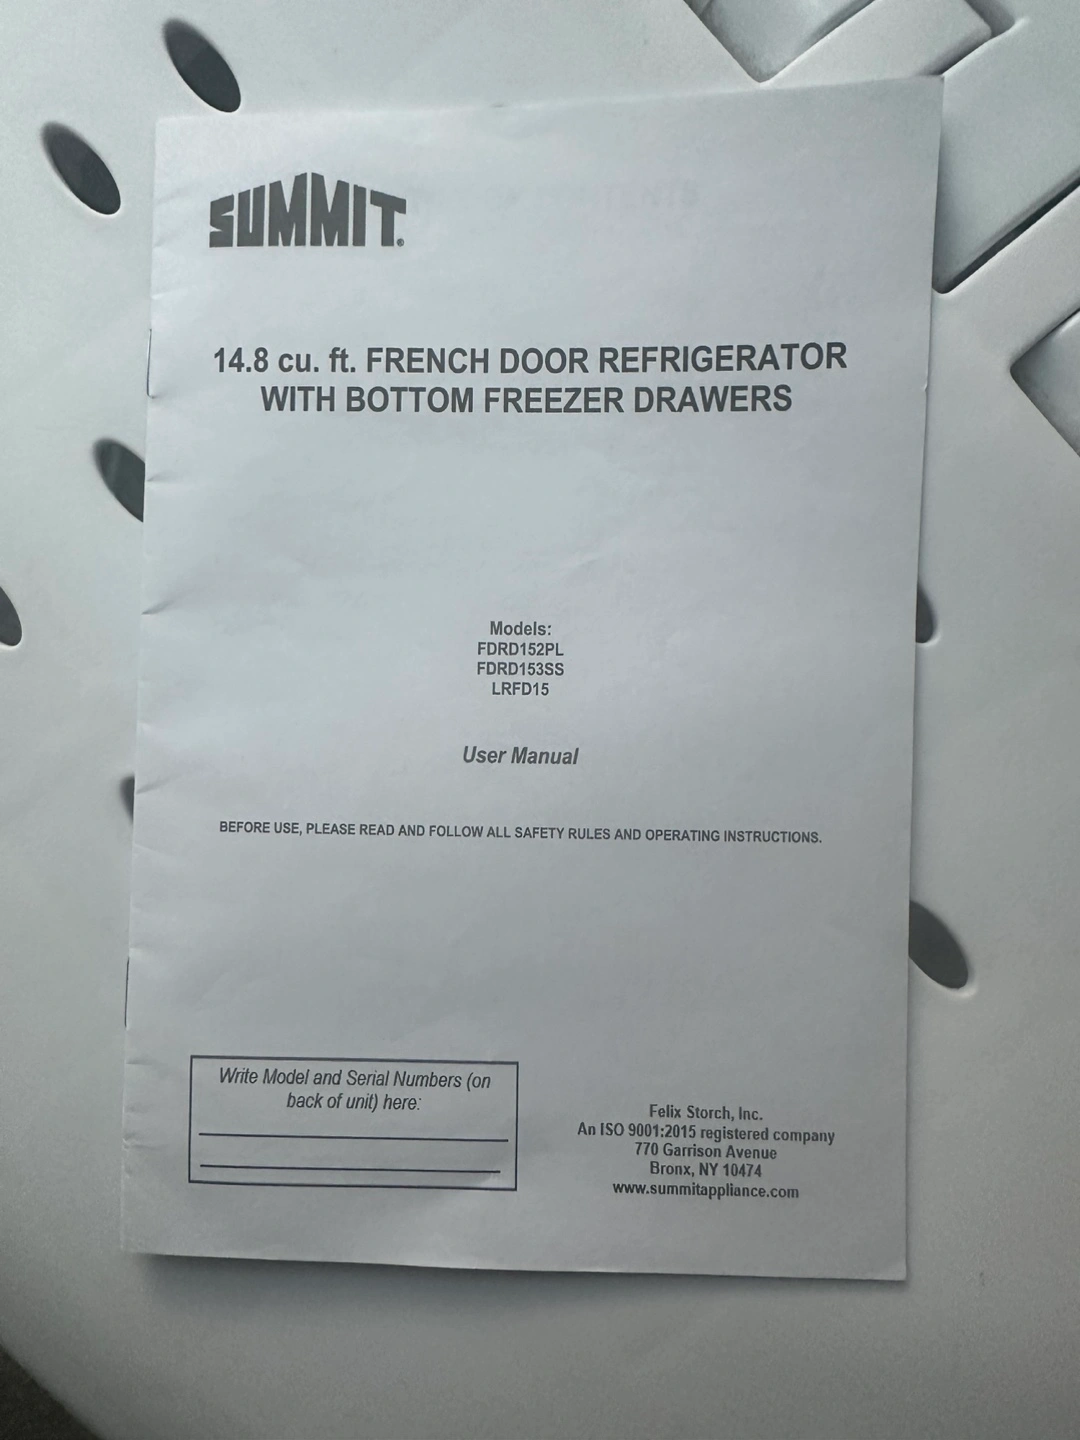 SUMMIT®
14.8 cu. ft. FRENCH DOOR REFRIGERATOR
WITH BOTTOM FREEZER DRAWERS
Models:
FDRD152PL
FDRD153SS
LRFD15
User Manual
BEFORE USE, PLEASE READ AND FOLLOW ALL SAFETY RULES AND OPERATING INSTRUCTIONS.
Write Model and Serial Numbers (on
back of unit) here:
Felix Storch, Inc.
An ISO 9001:2015 registered company
770 Garrison Avenue
Bronx, NY 10474
www.summitappliance.com